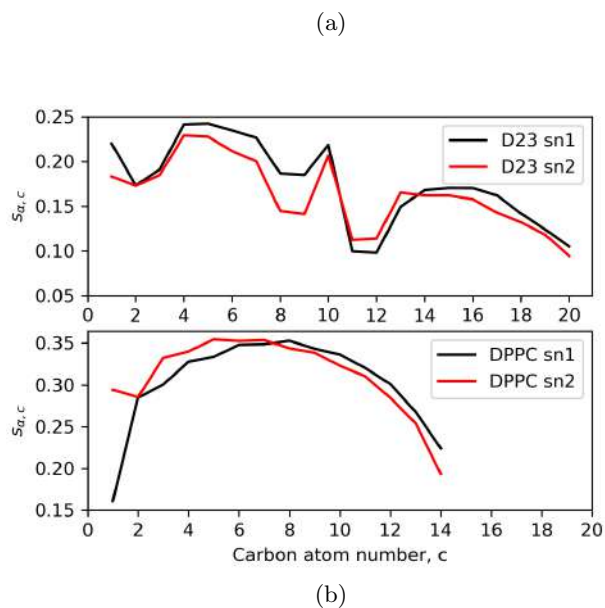 (a)
0.25
0.20
0.15
0.10
0.05
s_{α,c}
D23 sn1
D23 sn2
0 2 4 6 8 10 12 14 16 18 20
0.35
0.30
0.25
0.20
0.15
s_{α,c}
DPPC sn1
DPPC sn2
0 2 4 6 8 10 12 14 16 18 20
Carbon atom number, c
(b)